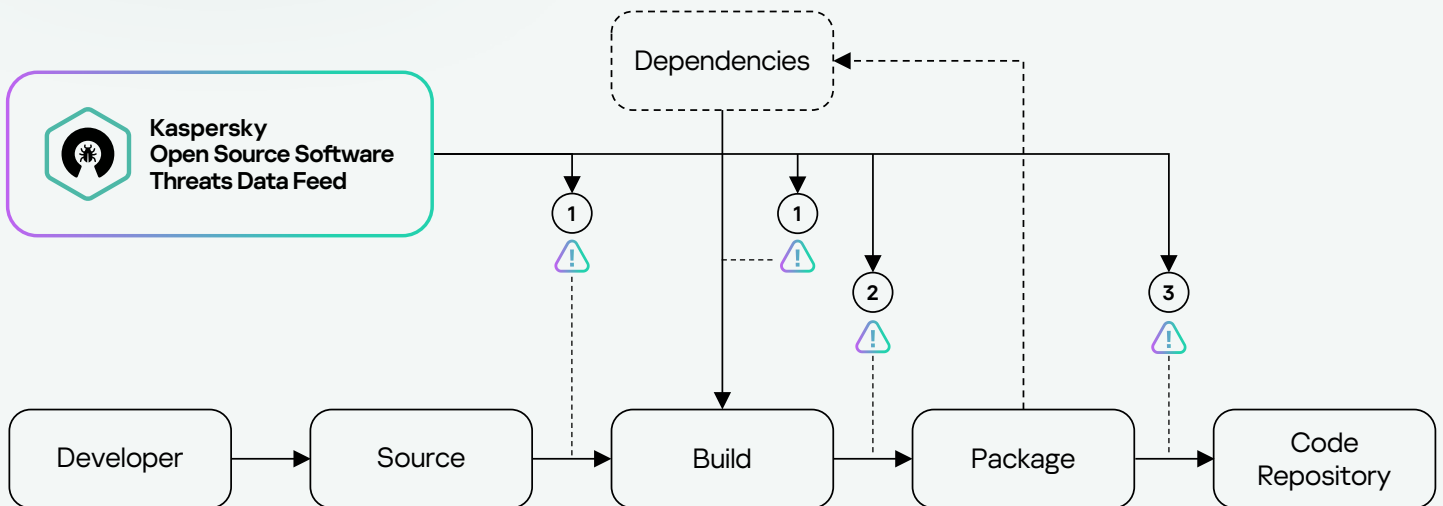 Dependencies
Kaspersky
Open Source Software
Threats Data Feed
1
1
2
3
Developer
Source
Build
Package
Code
Repository